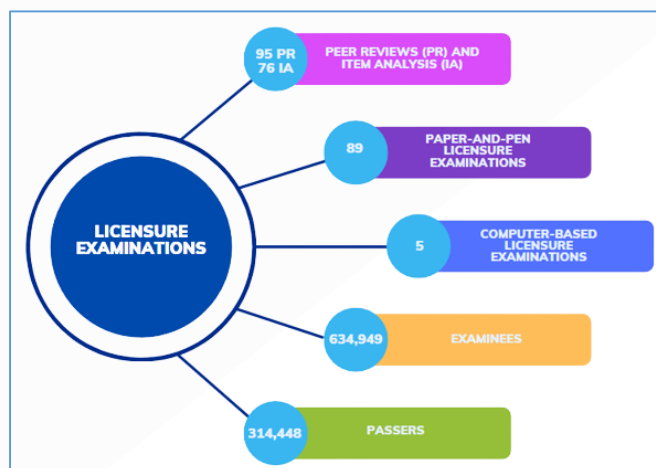 95 PR
76 IA
PEER REVIEWS (PR) AND
ITEM ANALYSIS (IA)
89
PAPER-AND-PEN
LICENSURE
EXAMINATIONS
LICENSURE
EXAMINATIONS
5
COMPUTER-BASED
LICENSURE
EXAMINATIONS
634,949
EXAMINEES
314,448
PASSERS